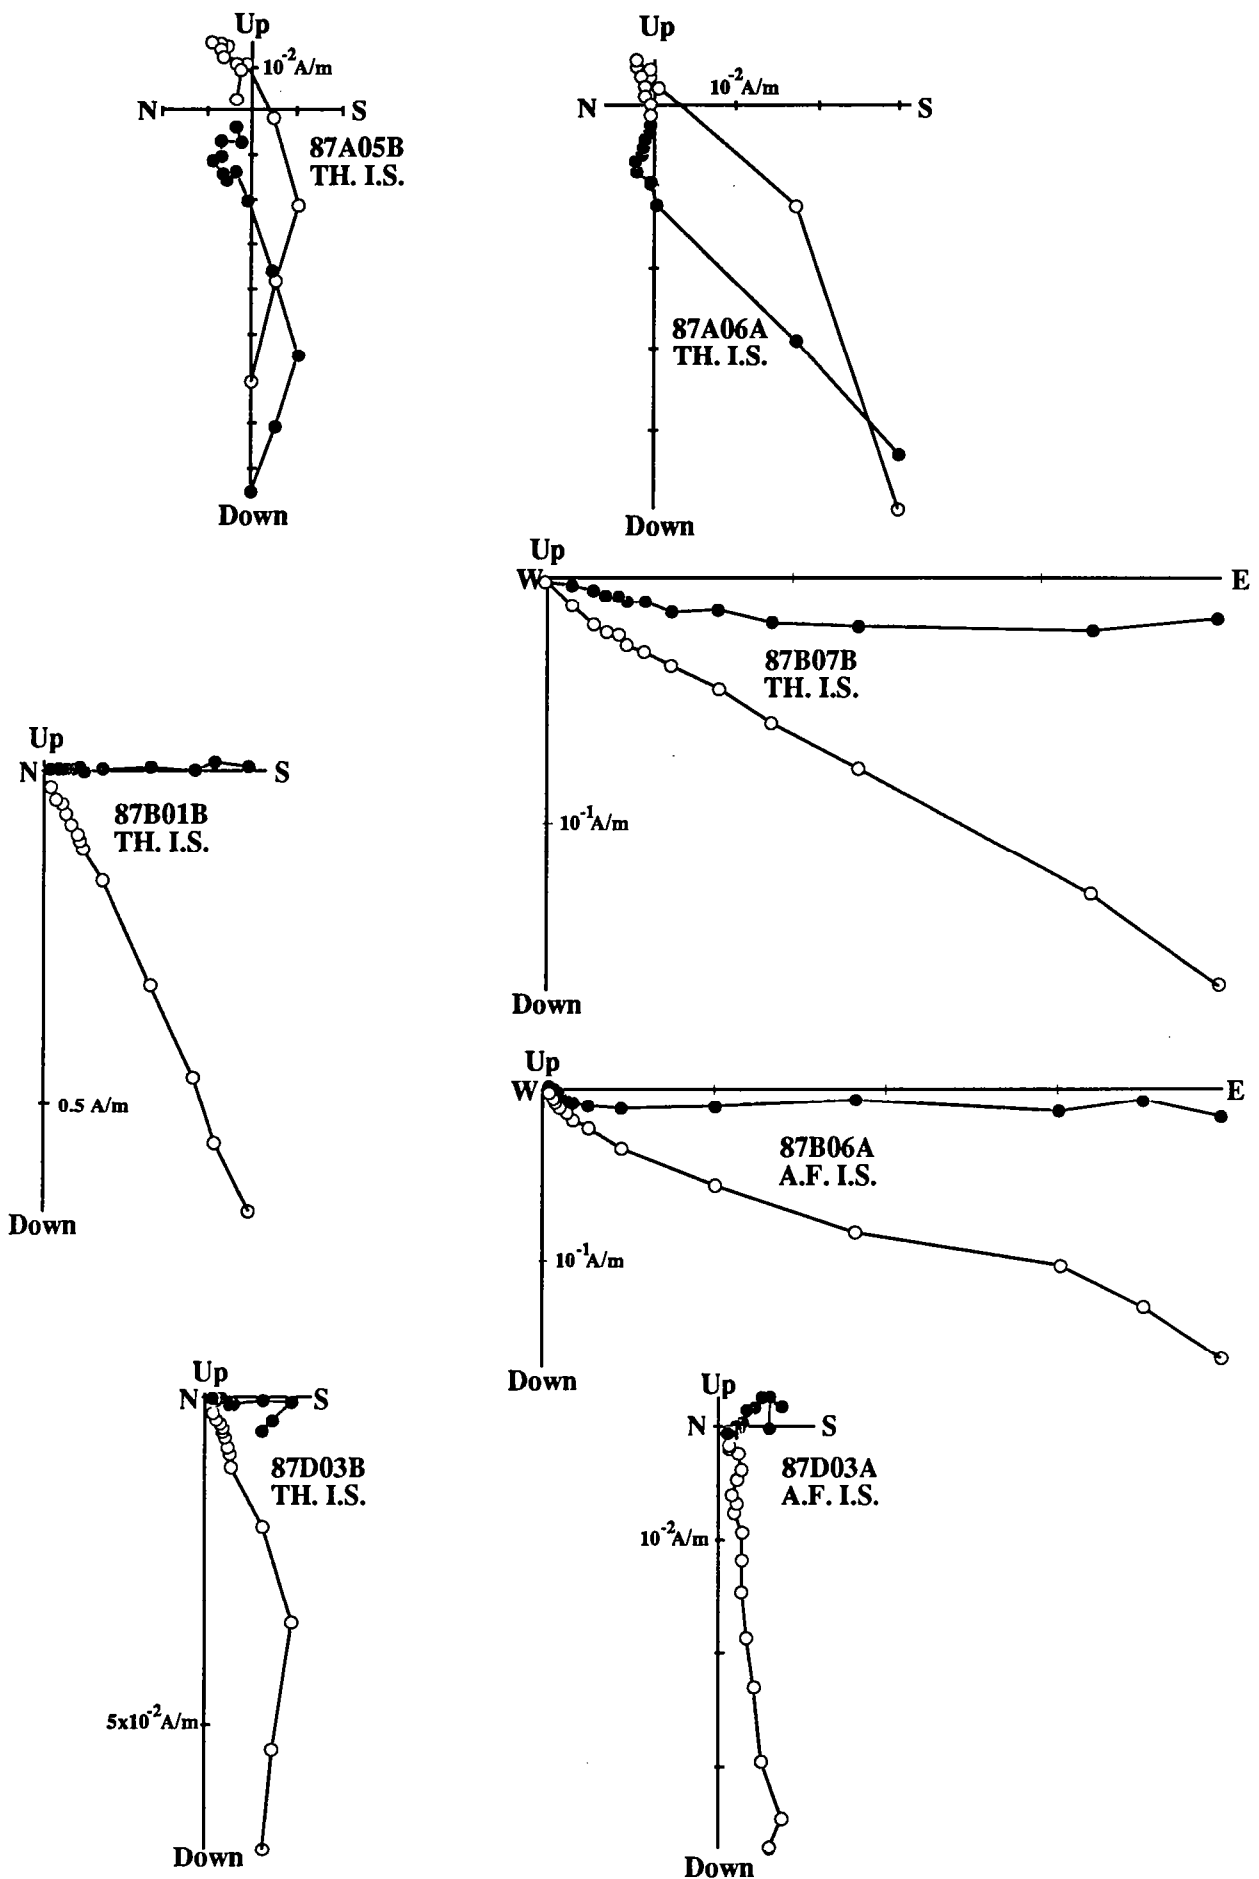 Up
10-2A/m
N
S
87A05B
TH. I.S.
Down
Up
10-2A/m
N
S
87A06A
TH. I.S.
Down
Up
W
E
87B07B
TH. I.S.
10-1A/m
Down
Up
N
S
87B01B
TH. I.S.
0.5 A/m
Down
Up
W
E
87B06A
A.F. I.S.
10-1A/m
Down
Up
N
S
87D03B
TH. I.S.
5x10-2A/m
Down
Up
N
S
87D03A
A.F. I.S.
10-2A/m
Down